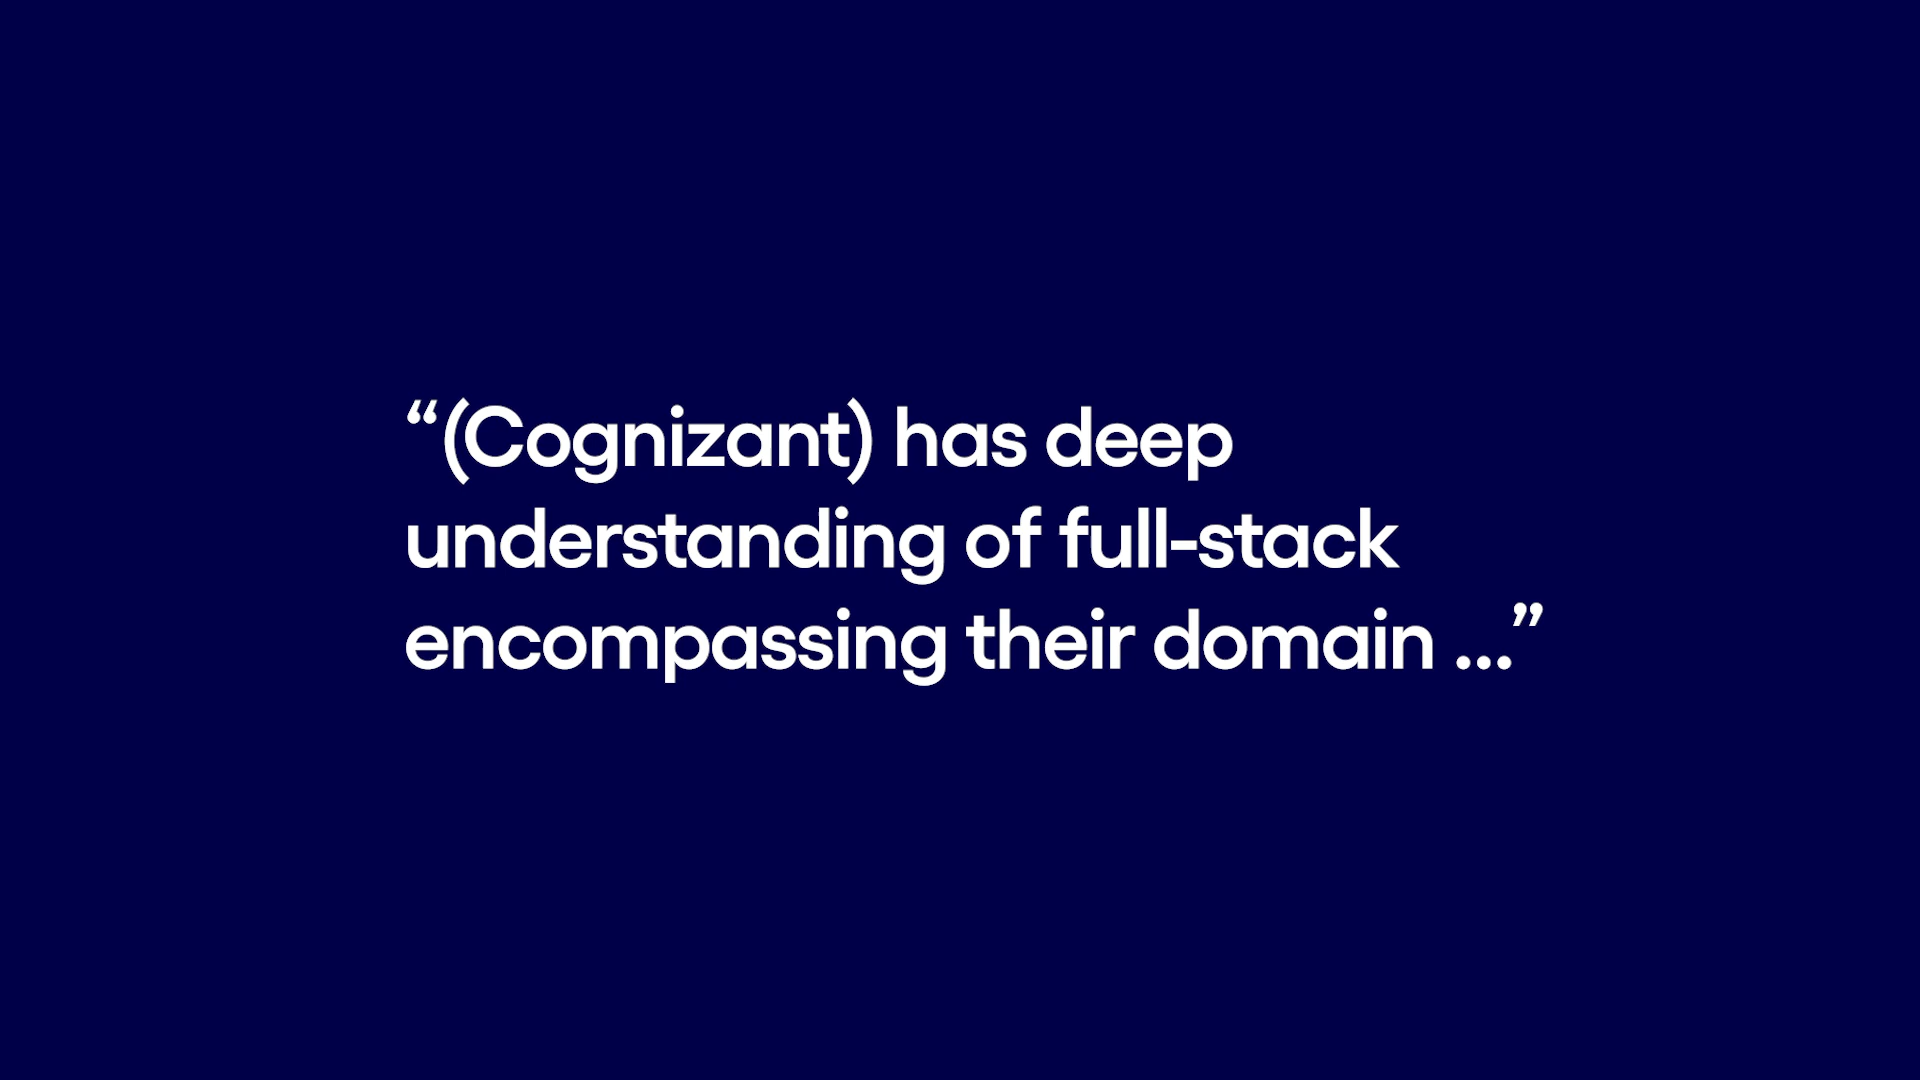 “(Cognizant) has deep
understanding of full-stack
encompassing their domain ...”